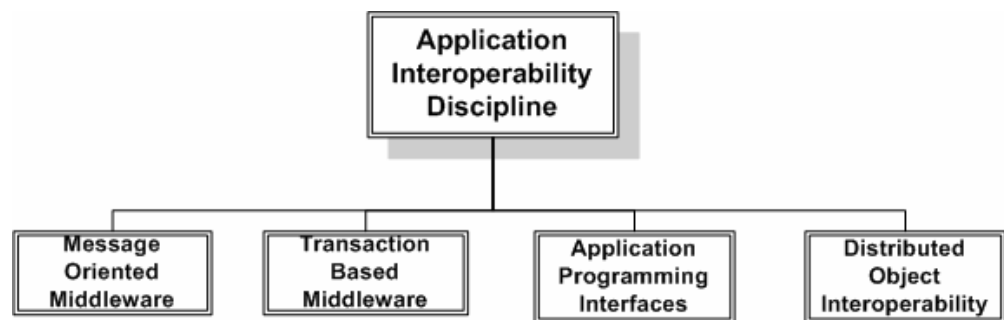 Application
Interoperability
Discipline
Message
Oriented
Middleware
Transaction
Based
Middleware
Application
Programming
Interfaces
Distributed
Object
Interoperability